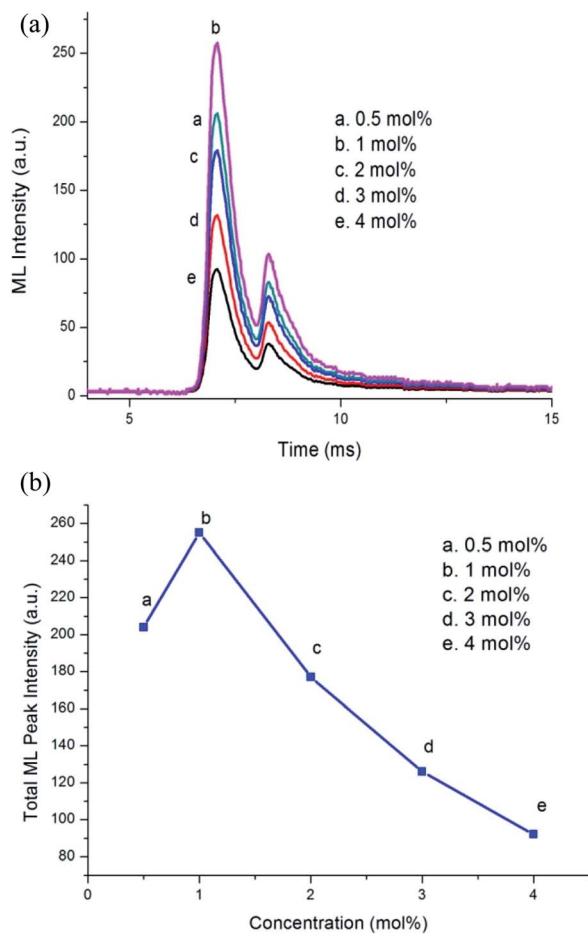 (a)
b
a
c
d
e
a. 0.5 mol%
b. 1 mol%
c. 2 mol%
d. 3 mol%
e. 4 mol%
250
200
150
100
50
0
ML Intensity (a.u.)
5
10
15
Time (ms)
(b)
a
b
c
d
e
a. 0.5 mol%
b. 1 mol%
c. 2 mol%
d. 3 mol%
e. 4 mol%
260
240
220
200
180
160
140
120
100
80
Total ML Peak Intensity (a.u.)
0
1
2
3
4
Concentration (mol%)